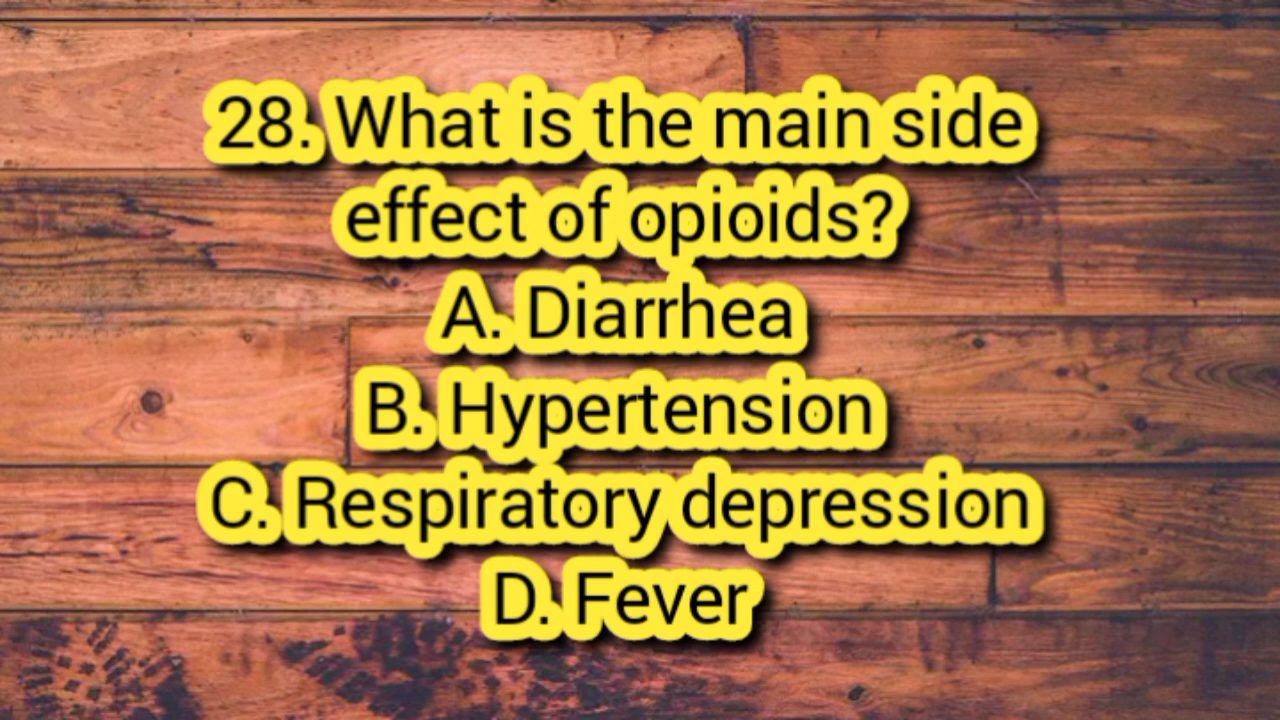 28. What is the main side
effect of opioids?
A. Diarrhea
B. Hypertension
C. Respiratory depression
D. Fever